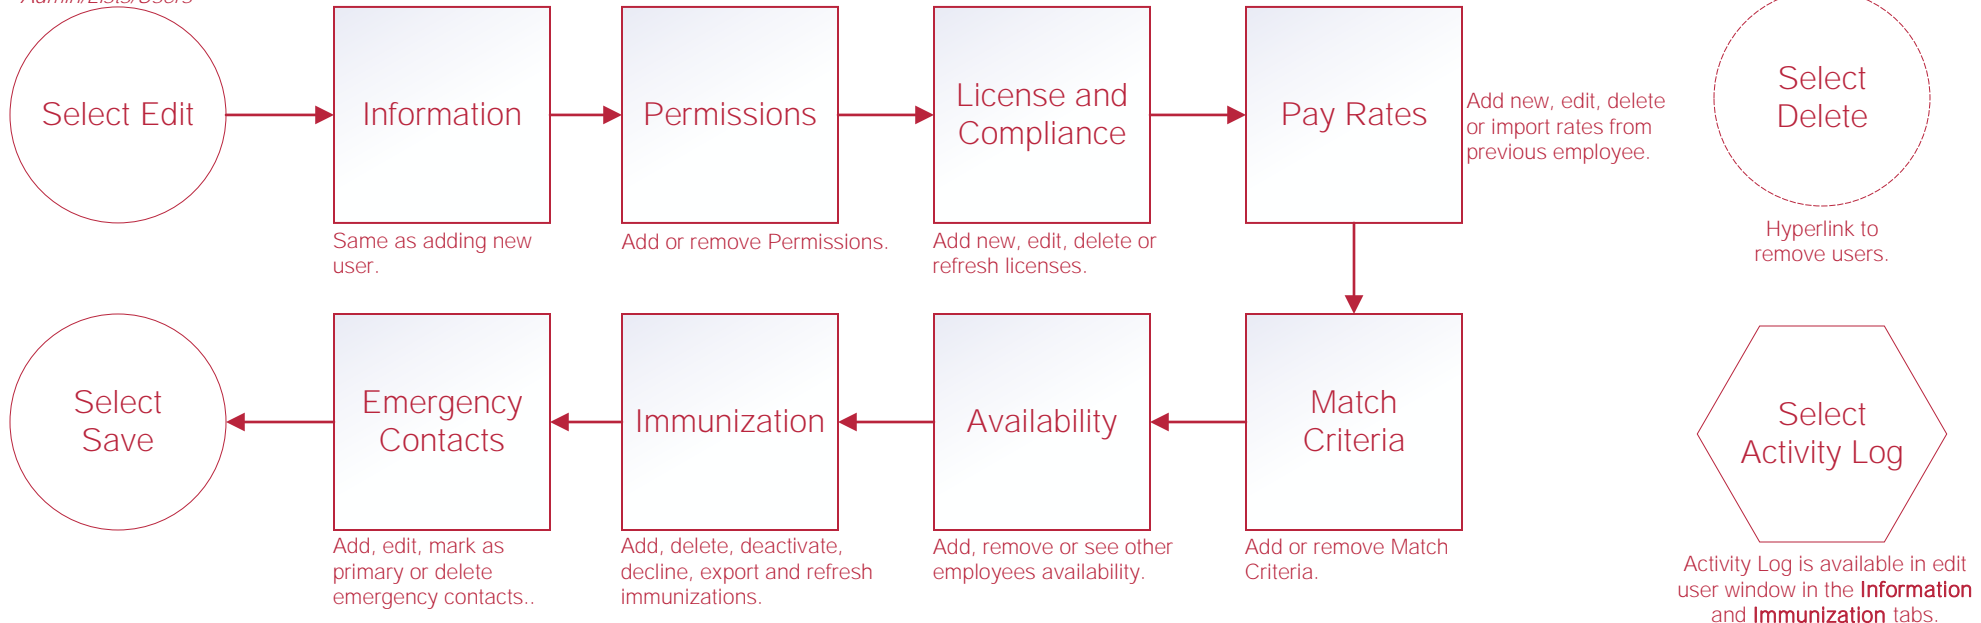 Admin/Lists/Users
Select Edit
Information
Same as adding new
user.
Permissions
Add or remove Permissions.
License and
Compliance
Add new, edit, delete or
refresh licenses.
Pay Rates
Add new, edit, delete
or import rates from
previous employee.
Select
Delete
Hyperlink to
remove users.
Select
Save
Emergency
Contacts
Add, edit, mark as
primary or delete
emergency contacts..
Immunization
Add, delete, deactivate,
decline, export and refresh
immunizations.
Availability
Add, remove or see other
employees availability.
Match
Criteria
Add or remove Match
Criteria.
Select
Activity Log
Activity Log is available in edit
user window in the Information
and Immunization tabs.